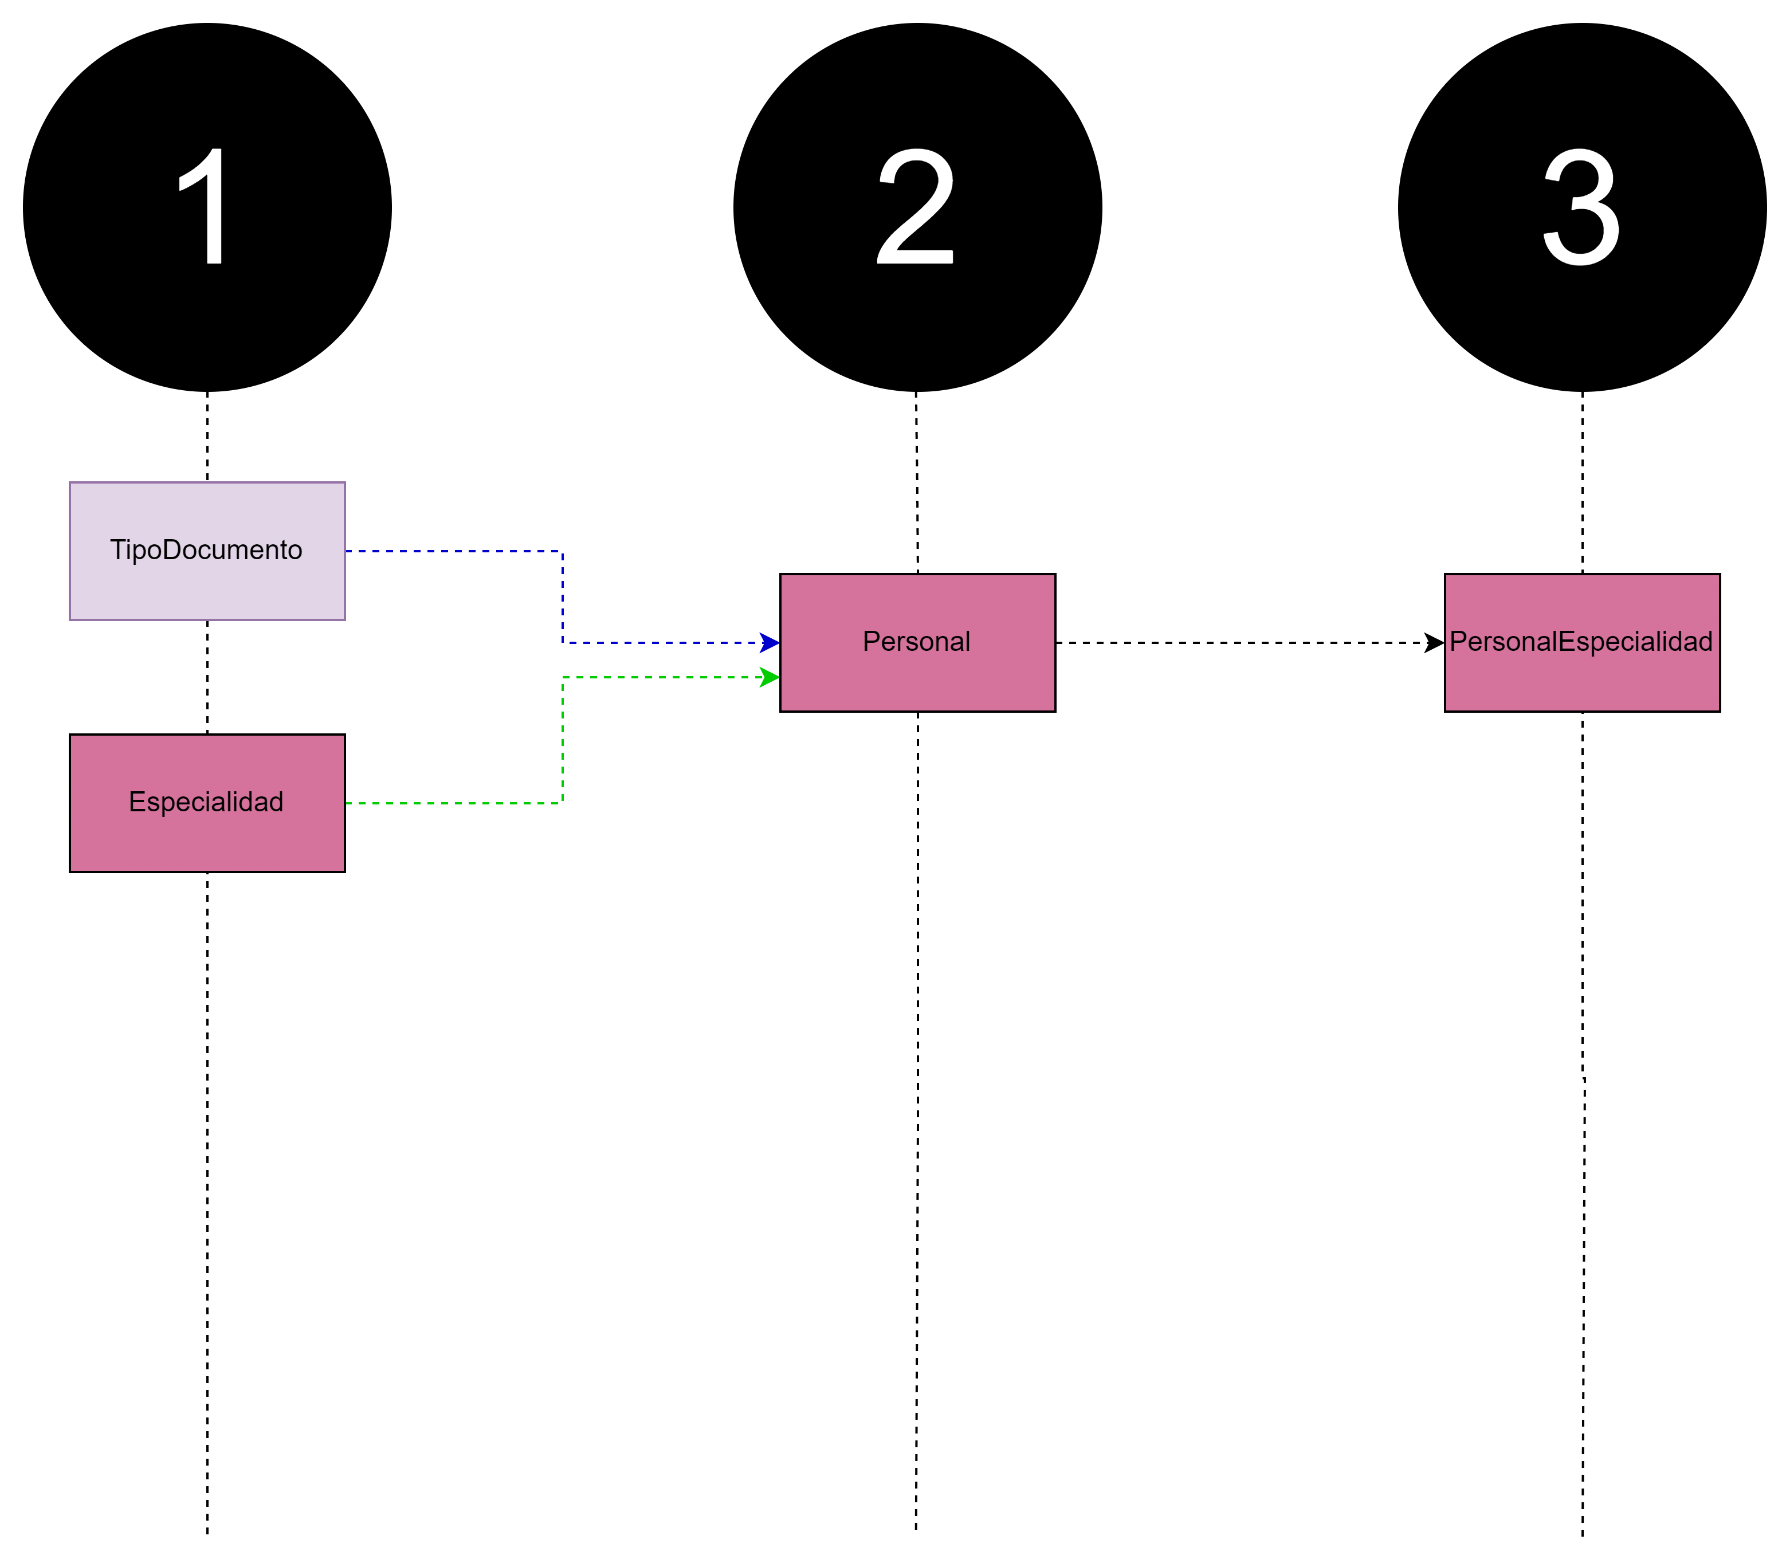 1
2
3
TipoDocumento
Personal
PersonalEspecialidad
Especialidad